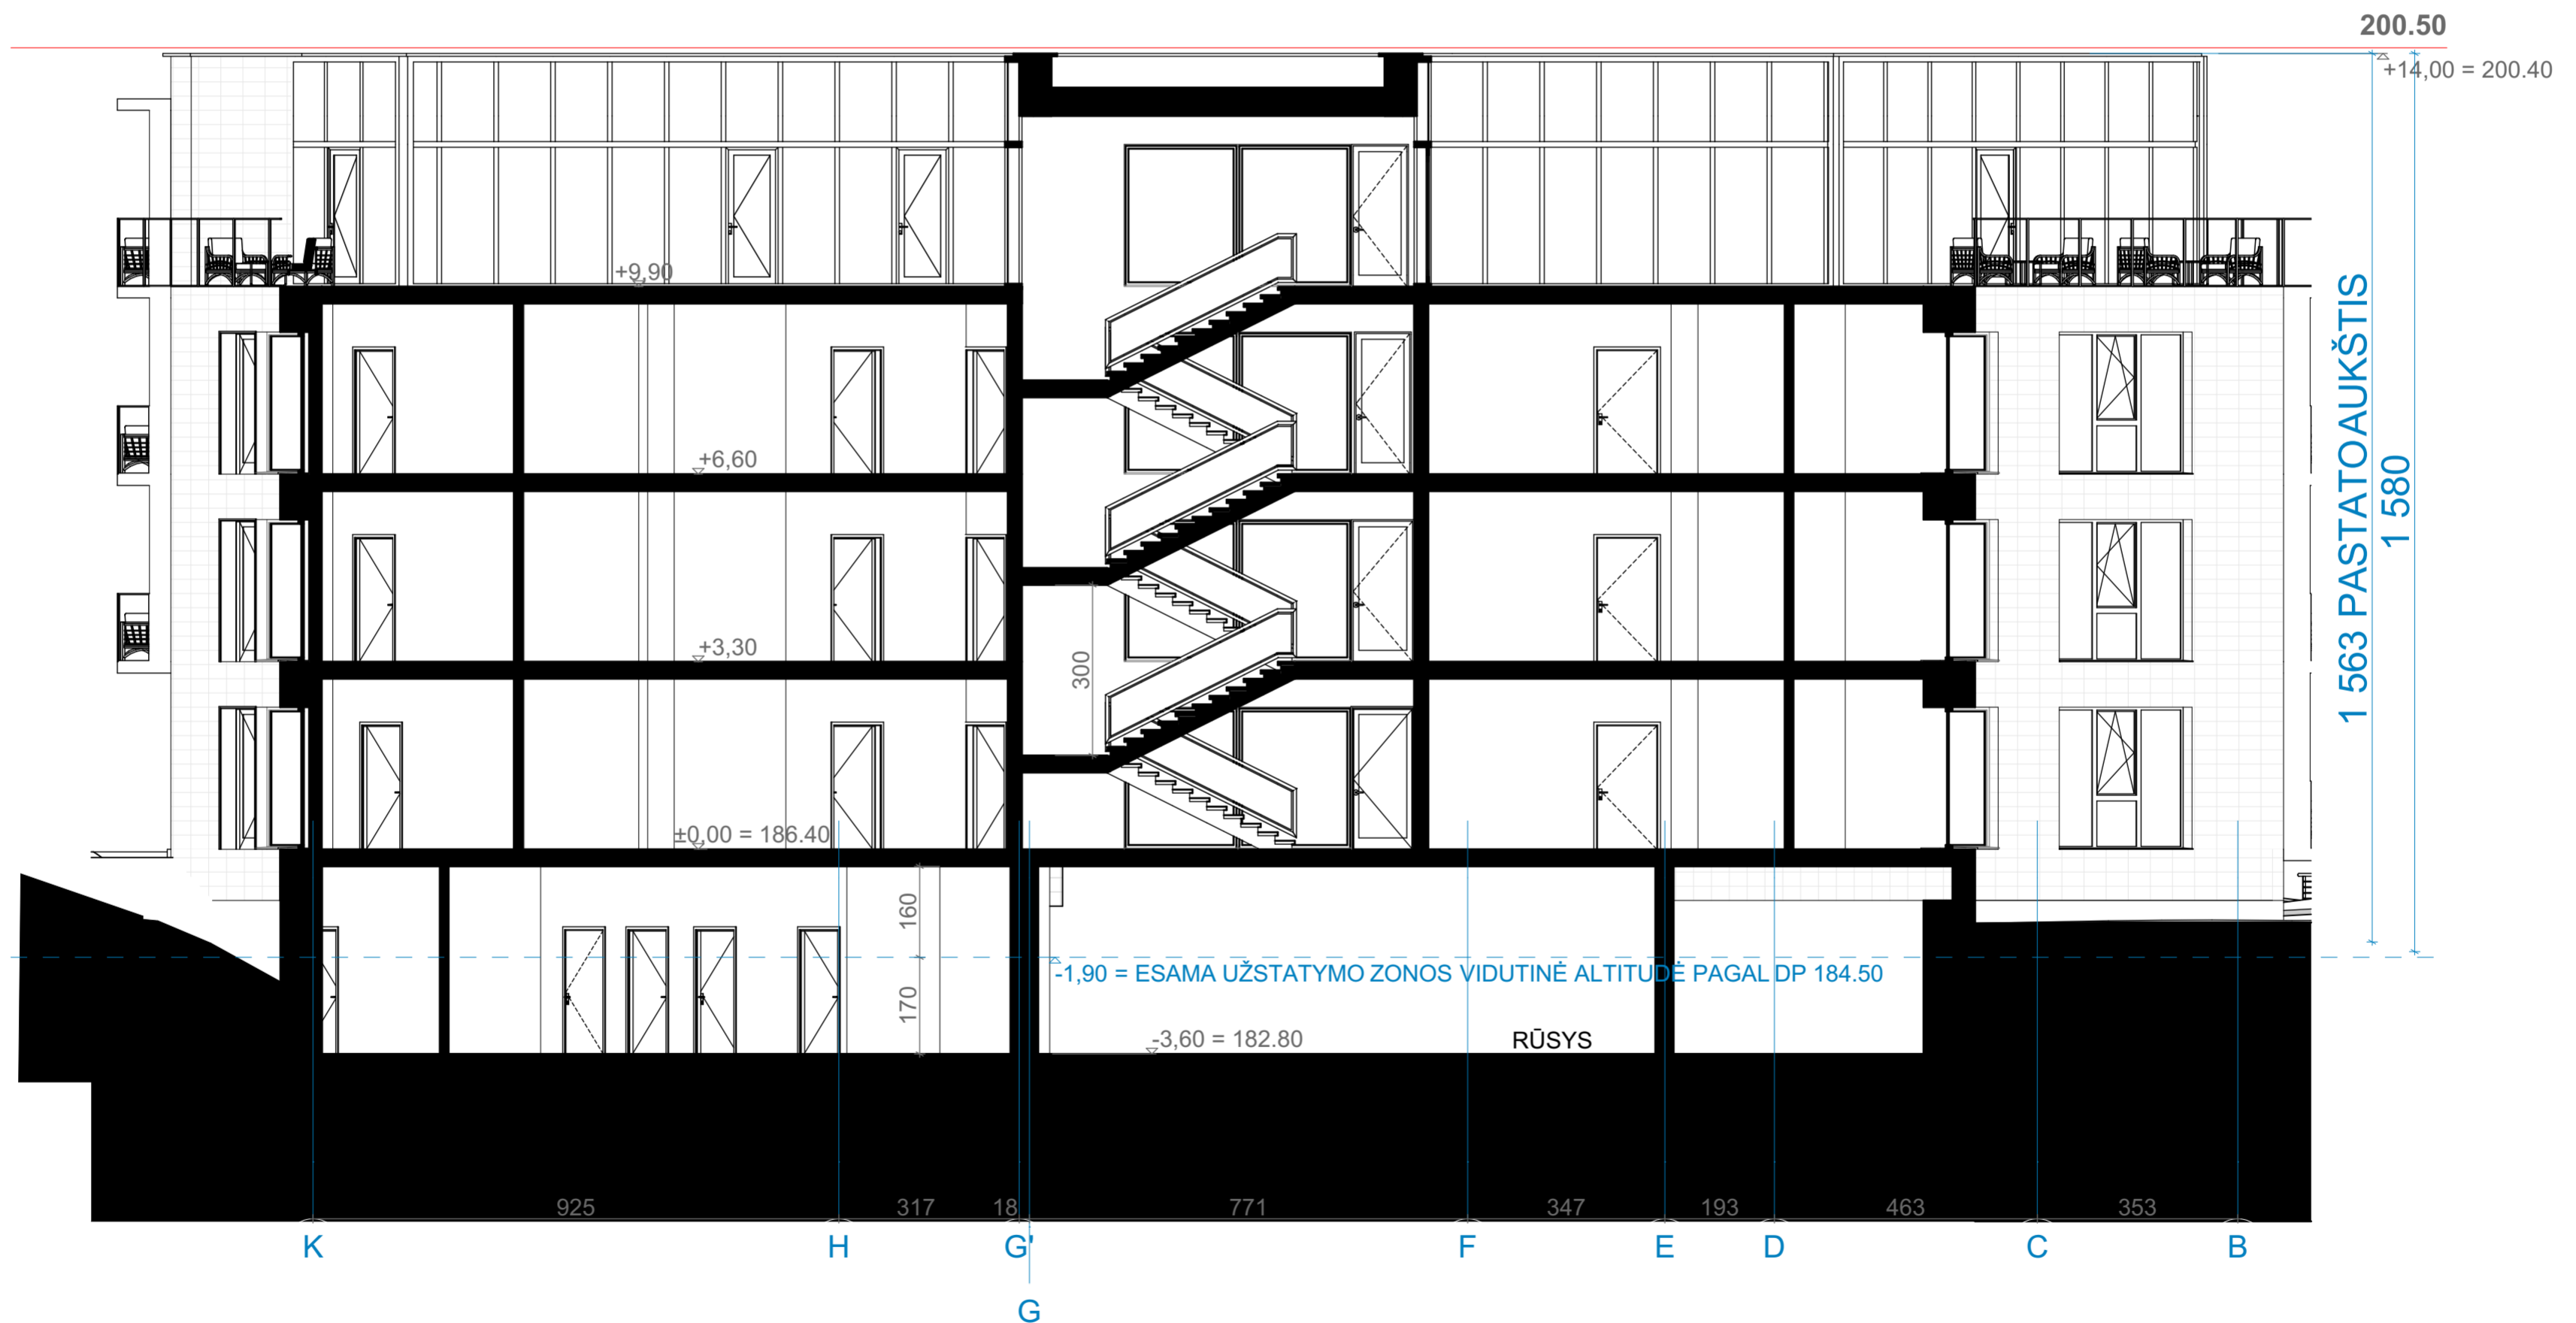 200.50
+14,00 = 200.40
+9,90
+6,60
+3,30
300
±0,00 = 186.40
1 563 PASTATOAUKŠTIS
1 580
160
170
-1,90 = ESAMA UŽSTATYMO ZONOS VIDUTINĖ ALTITUDĖ PAGAL DP 184.50
-3,60 = 182.80
RŪSYS
925 317 18 771 347 193 463 353
K H G' F E D C B
G